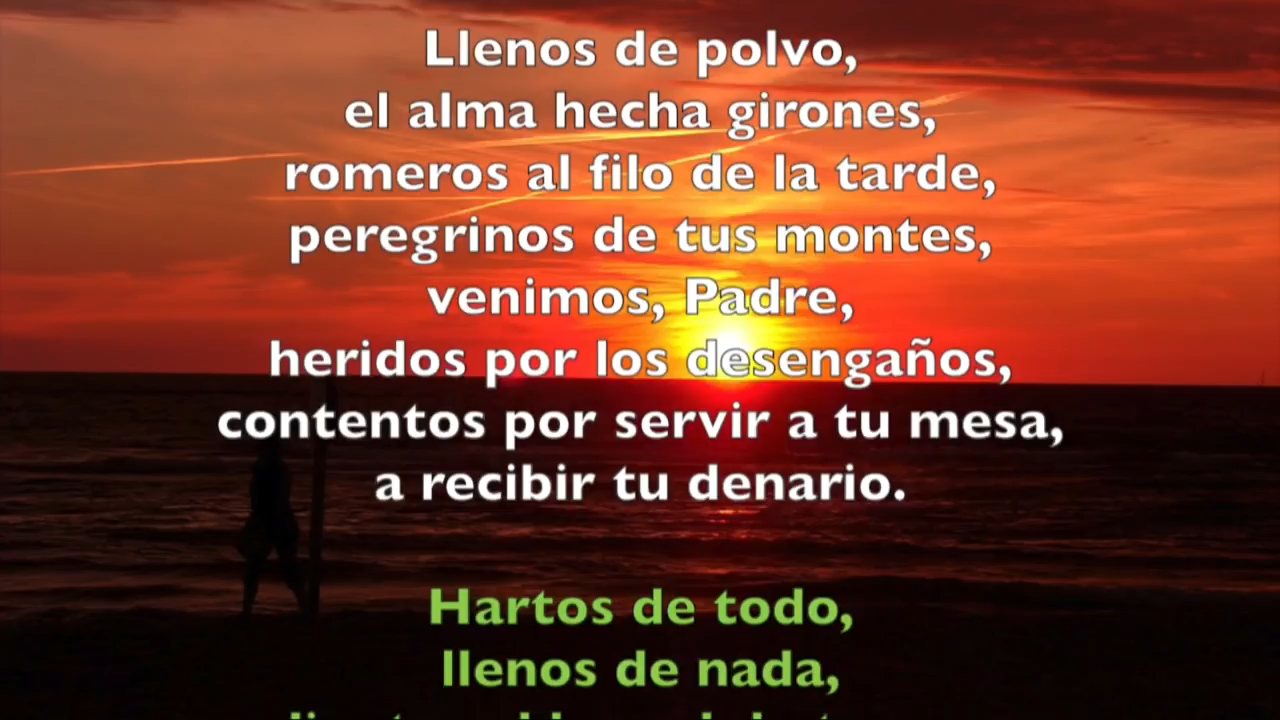 Llenos de polvo,
el alma hecha girones,
romeros al filo de la tarde,
peregrinos de tus montes,
venimos, Padre,
heridos por los desengaños,
contentos por servir a tu mesa,
a recibir tu denario.
Hartos de todo,
llenos de nada,